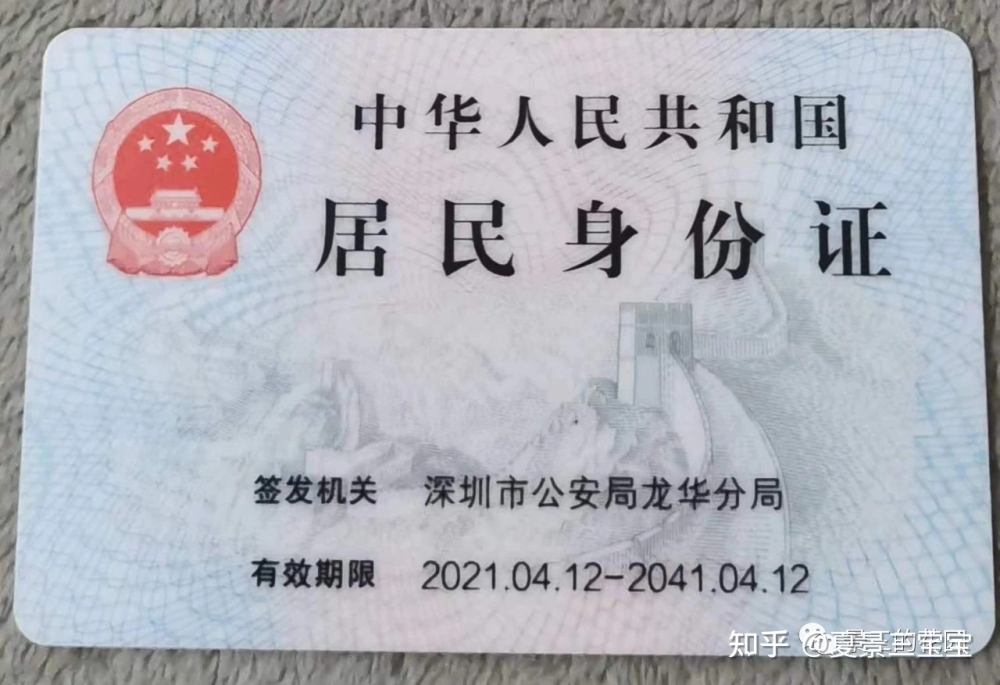 中华人民共和国
居民身份证
签发机关 深圳市公安局龙华分局
有效期限 2021.04.12-2041.04.12
知乎